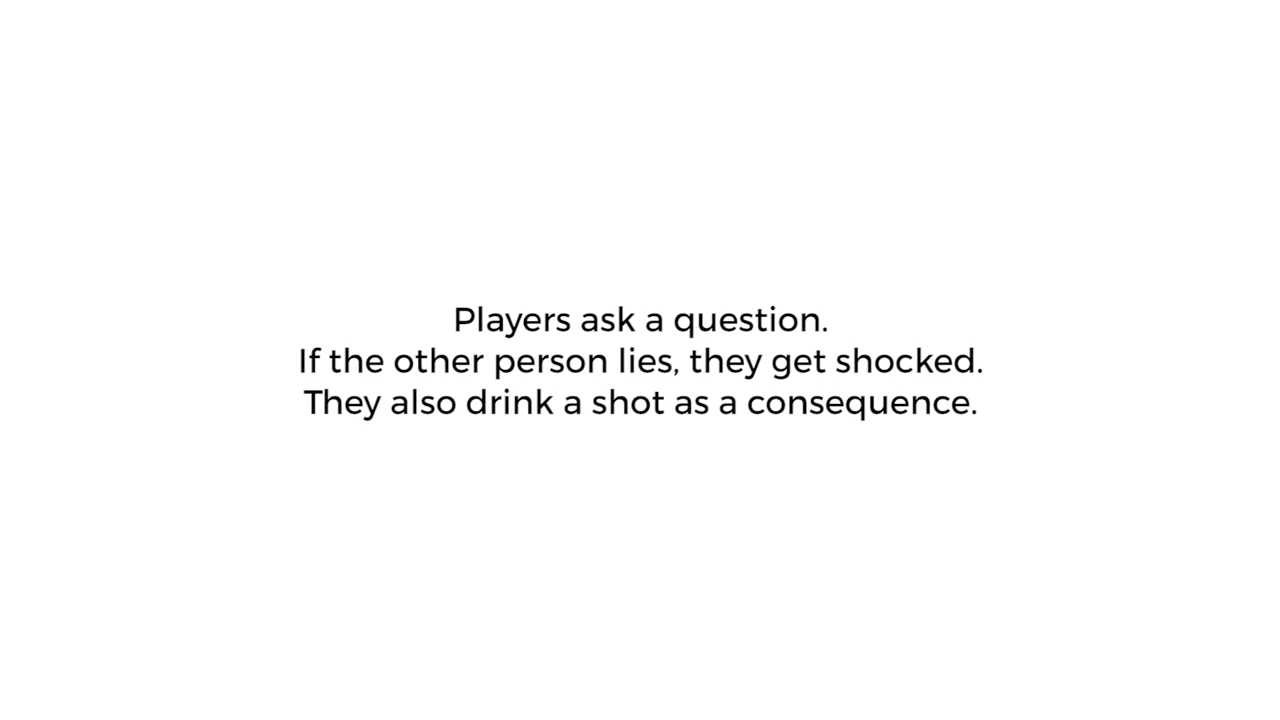 Players ask a question.
If the other person lies, they get shocked.
They also drink a shot as a consequence.